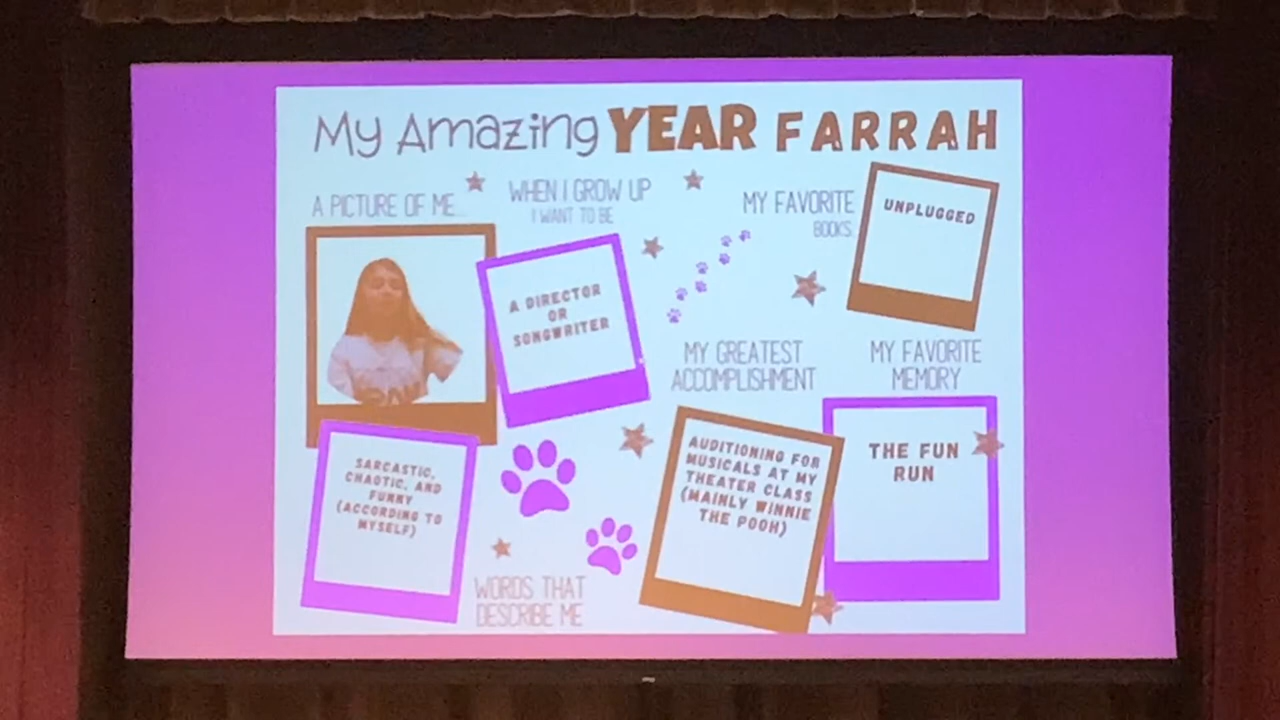 My Amazing YEAR FARRAH
A PICTURE OF ME...
WHEN I GROW UP
I WANT TO BE
A DIRECTOR
OR
SONGWRITER
MY FAVORITE
BOOKS
UNPLUGGED
MY GREATEST
ACCOMPLISHMENT
AUDITIONING FOR
MUSICALS AT MY
THEATER CLASS
(MAINLY WINNIE
THE POOH)
MY FAVORITE
MEMORY
THE FUN
RUN
SARCASTIC,
CHAOTIC, AND
FUNNY
(ACCORDING TO
MYSELF)
WORDS THAT
DESCRIBE ME